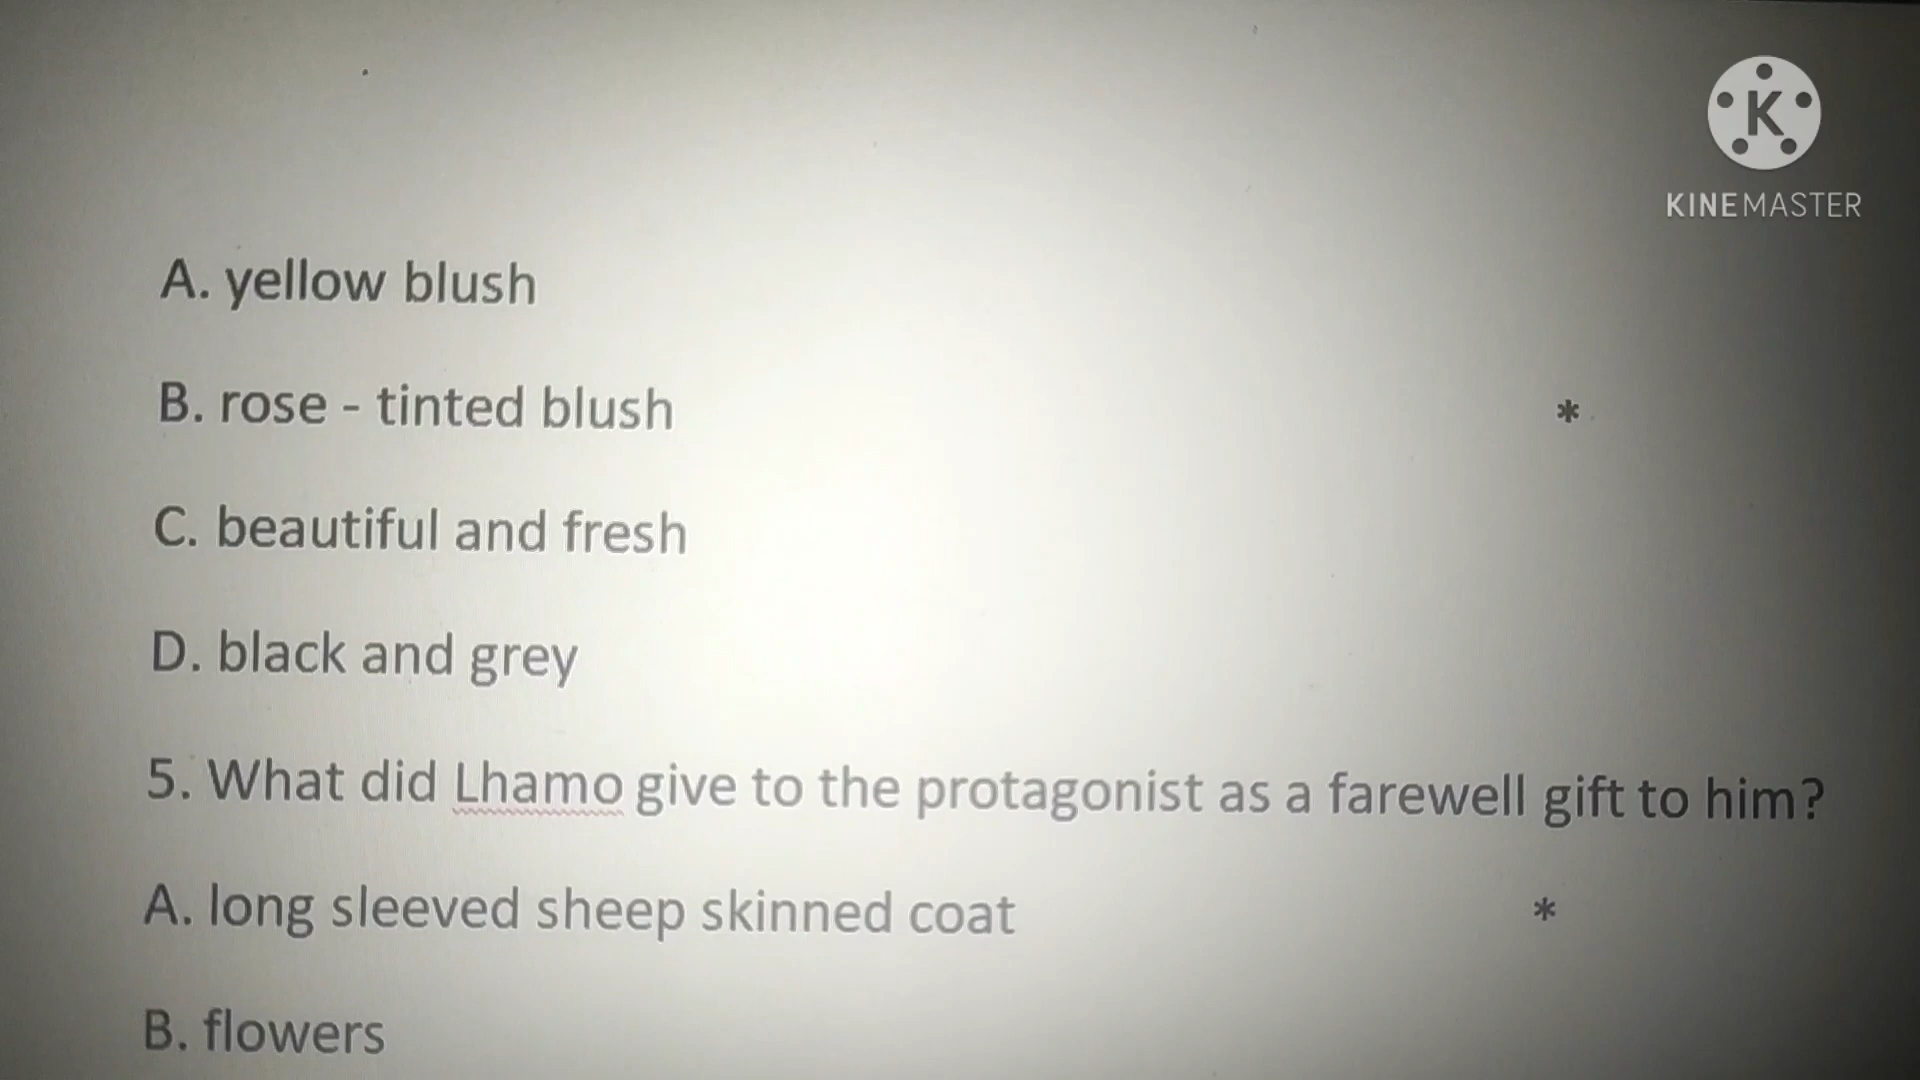 K
KINEMASTER
A. yellow blush
B. rose - tinted blush *
C. beautiful and fresh
D. black and grey
5. What did Lhamo give to the protagonist as a farewell gift to him?
A. long sleeved sheep skinned coat *
B. flowers